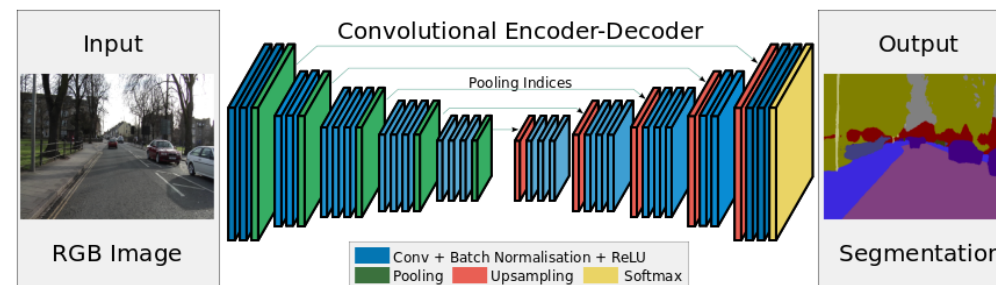 Input
RGB Image
Convolutional Encoder-Decoder
Pooling Indices
Conv + Batch Normalisation + ReLU
Pooling Upsampling Softmax
Output
Segmentation